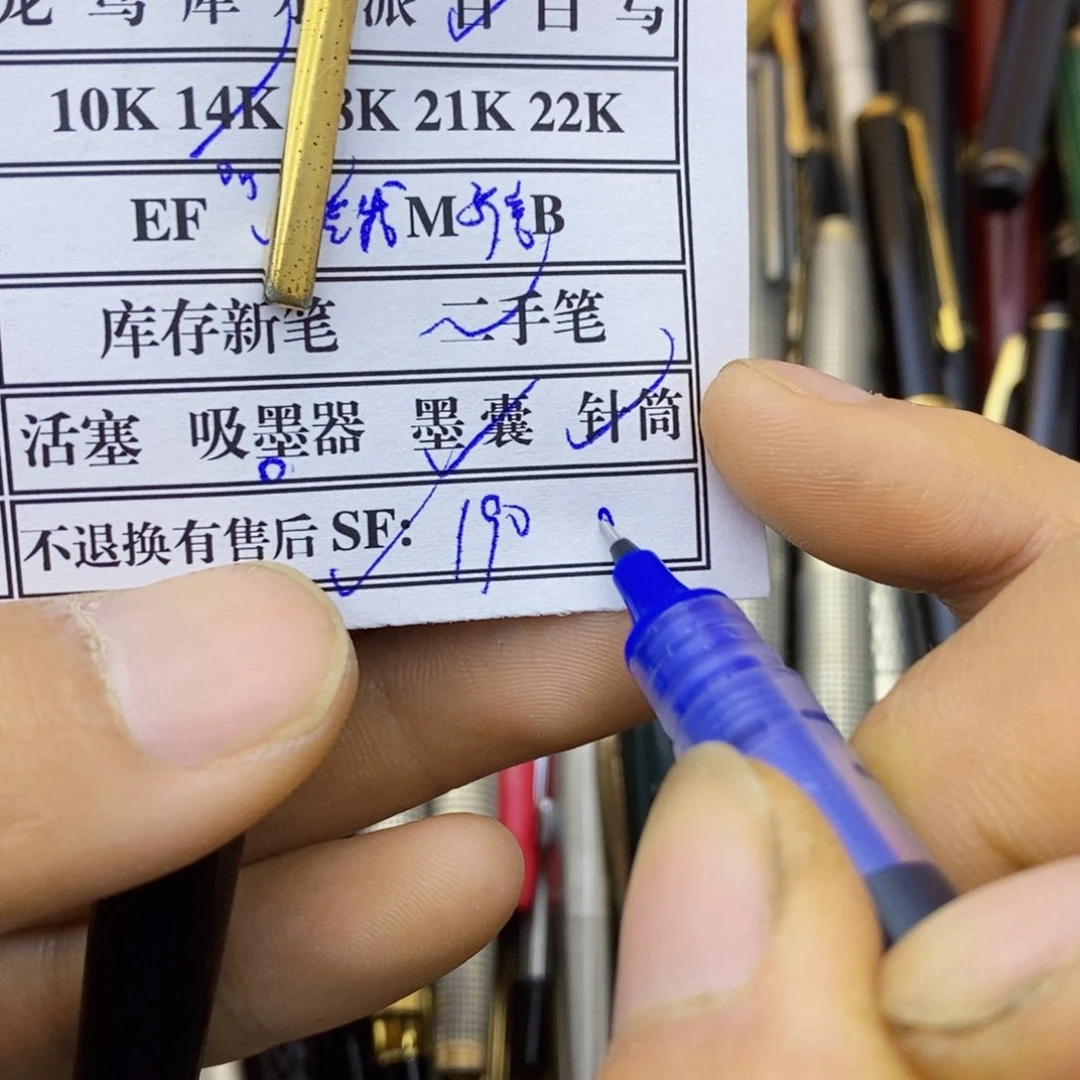 10K 14K 8K 21K 22K
EF M B
库存新笔 二手笔
活塞 吸墨器 墨囊 针筒
不退换有售后 SF: 190